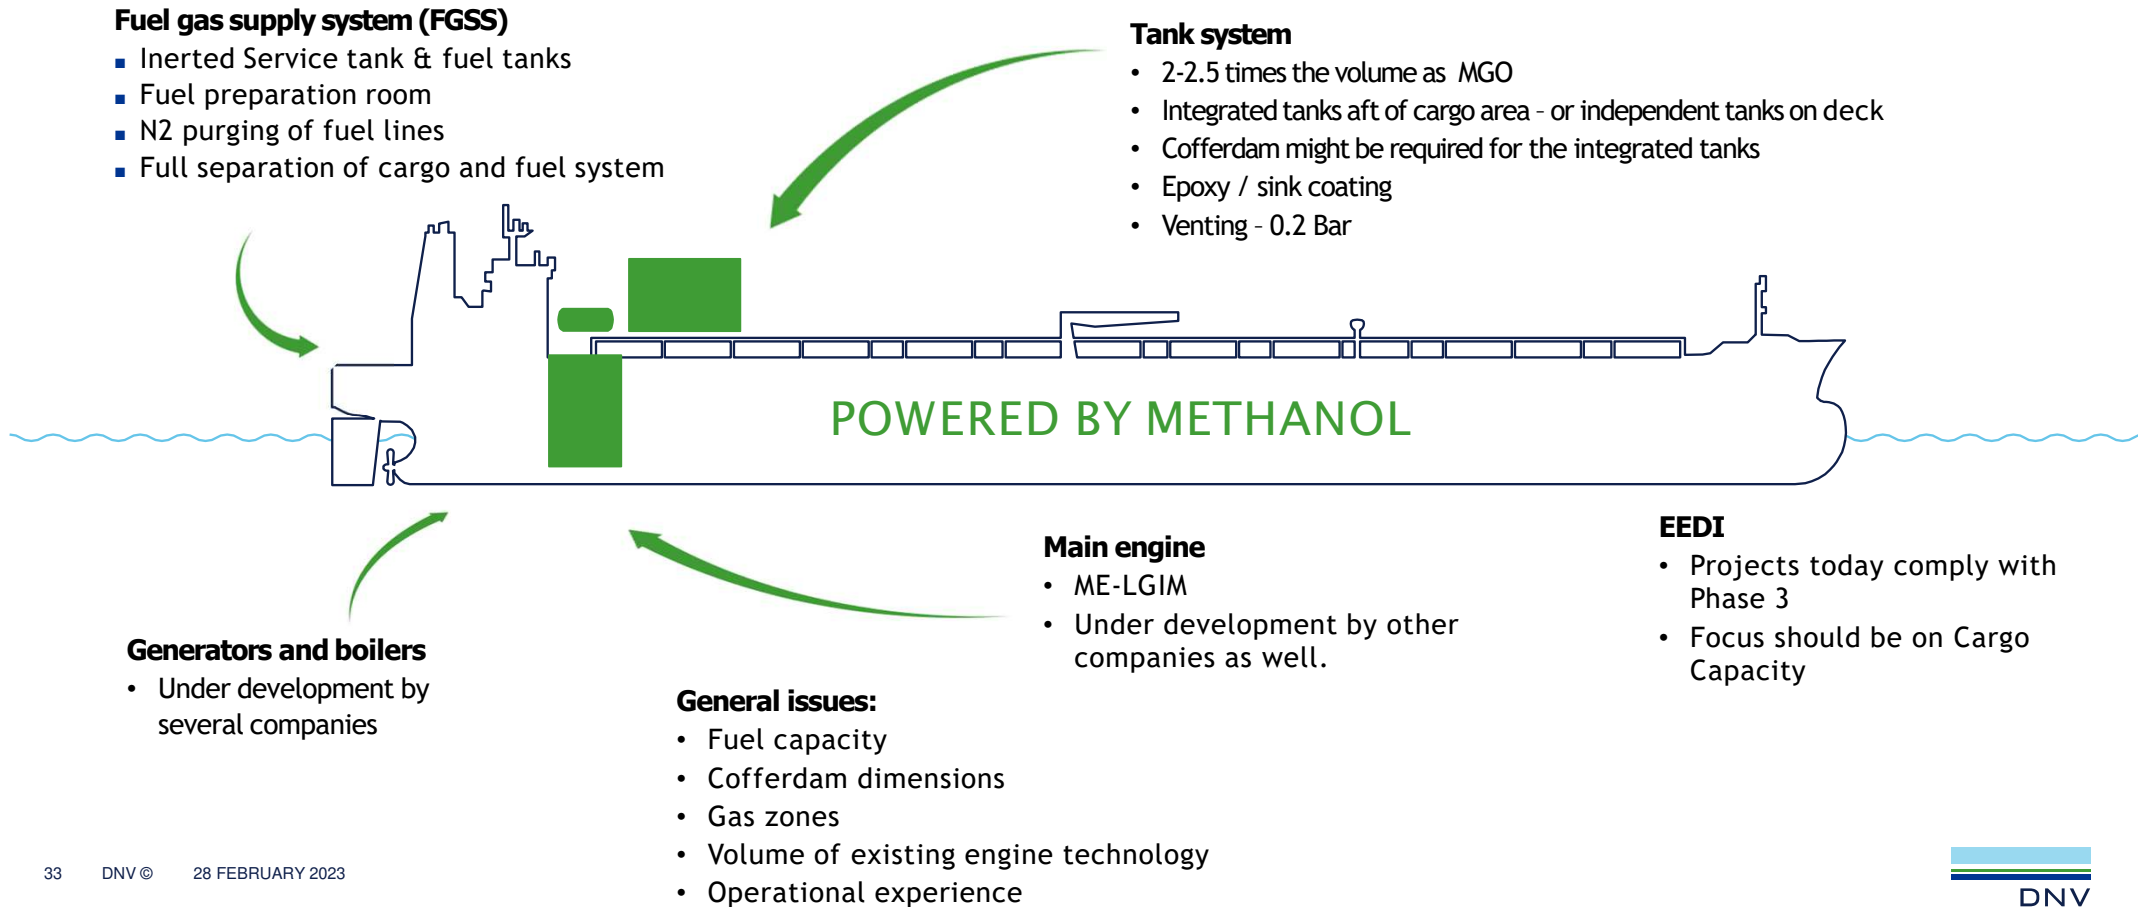 Fuel gas supply system (FGSS)
▪ Inerted Service tank & fuel tanks
▪ Fuel preparation room
▪ N2 purging of fuel lines
▪ Full separation of cargo and fuel system
Tank system
• 2-2.5 times the volume as MGO
• Integrated tanks aft of cargo area – or independent tanks on deck
• Cofferdam might be required for the integrated tanks
• Epoxy / sink coating
• Venting – 0.2 Bar
POWERED BY METHANOL
Generators and boilers
• Under development by
several companies
Main engine
• ME-LGIM
• Under development by other
companies as well.
EEDI
• Projects today comply with
Phase 3
• Focus should be on Cargo
Capacity
General issues:
• Fuel capacity
• Cofferdam dimensions
• Gas zones
• Volume of existing engine technology
• Operational experience
33 DNV © 28 FEBRUARY 2023
DNV